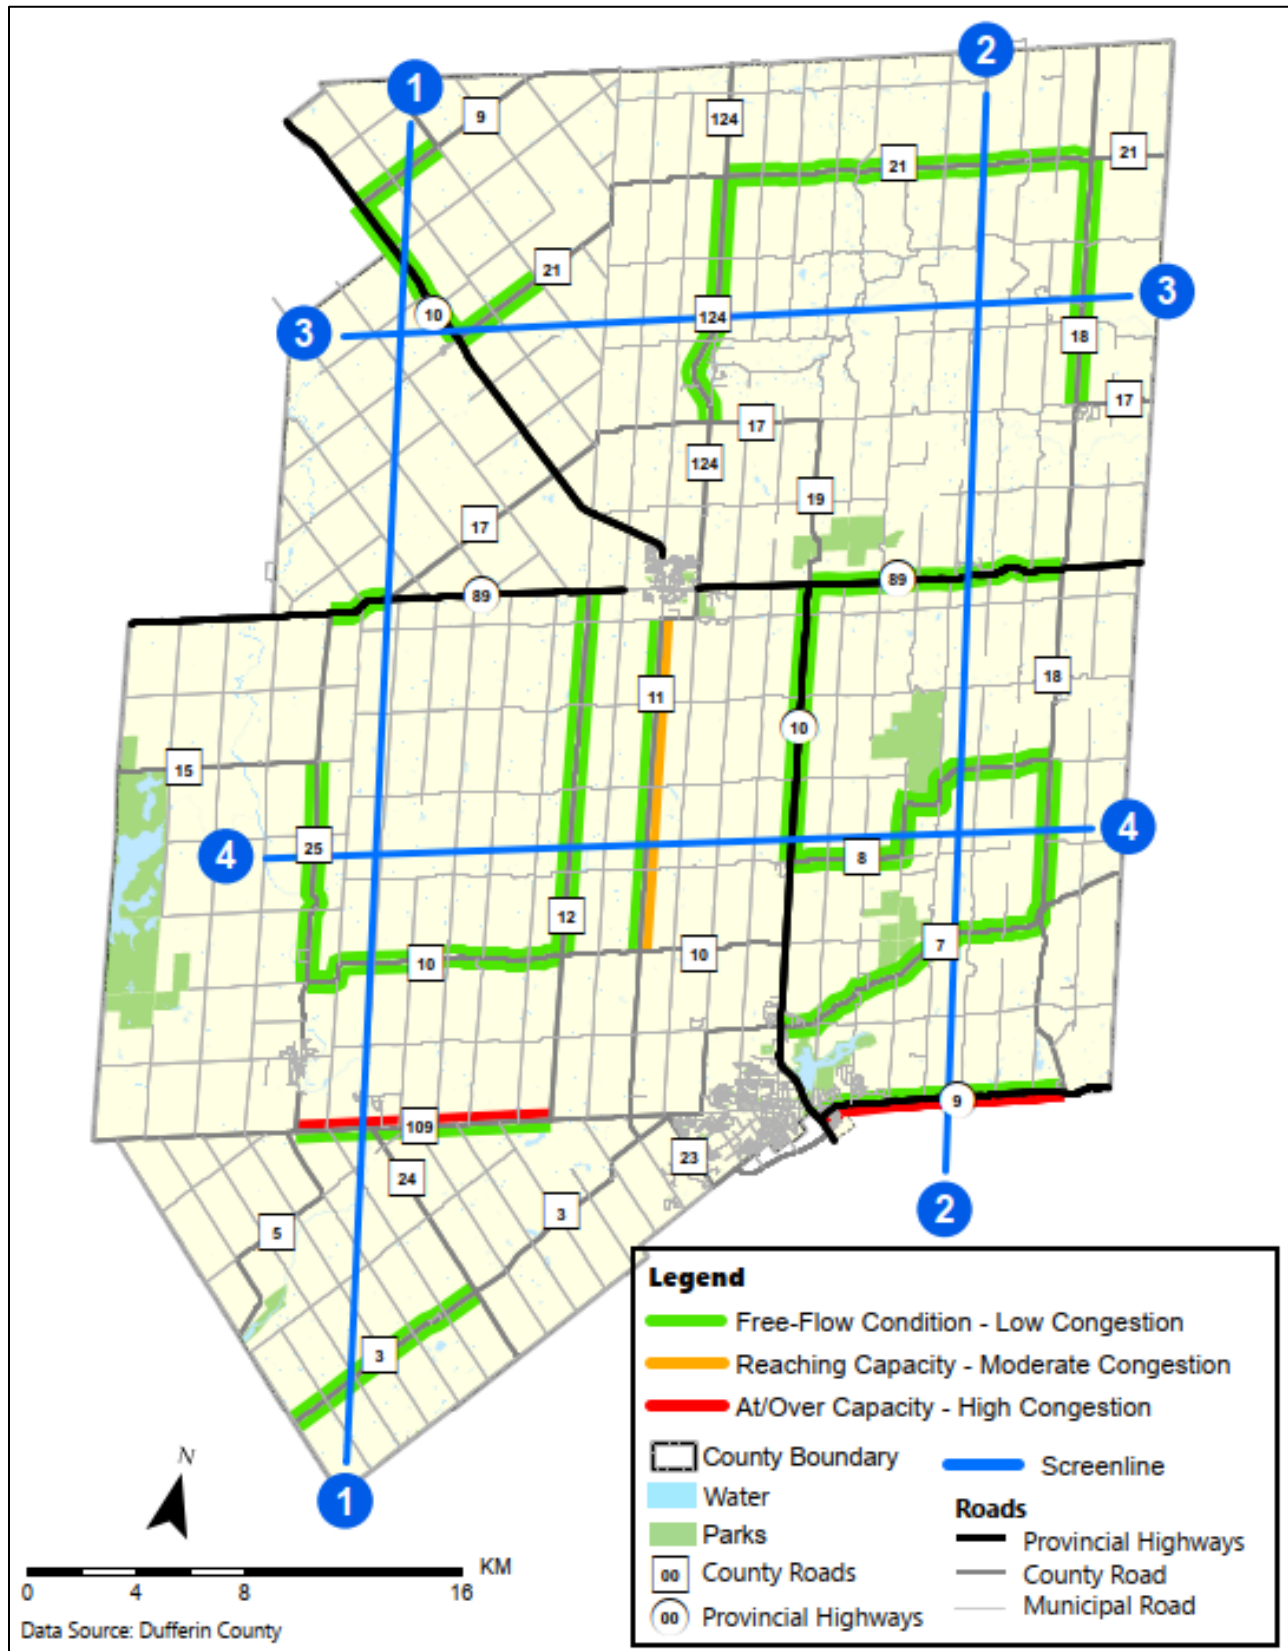 1
2
9
124
21
21
21
3
10
124
3
18
17
17
124
19
17
89
89
11
18
10
15
25
4
4
8
12
10
10
7
9
109
24
23
3
5
2
3
1
Legend
Free-Flow Condition - Low Congestion
Reaching Capacity - Moderate Congestion
At/Over Capacity - High Congestion
County Boundary
Screenline
Water
Roads
Parks
Provincial Highways
00 County Roads
County Road
00 Provincial Highways
Municipal Road
N
KM
0 4 8 16
Data Source: Dufferin County